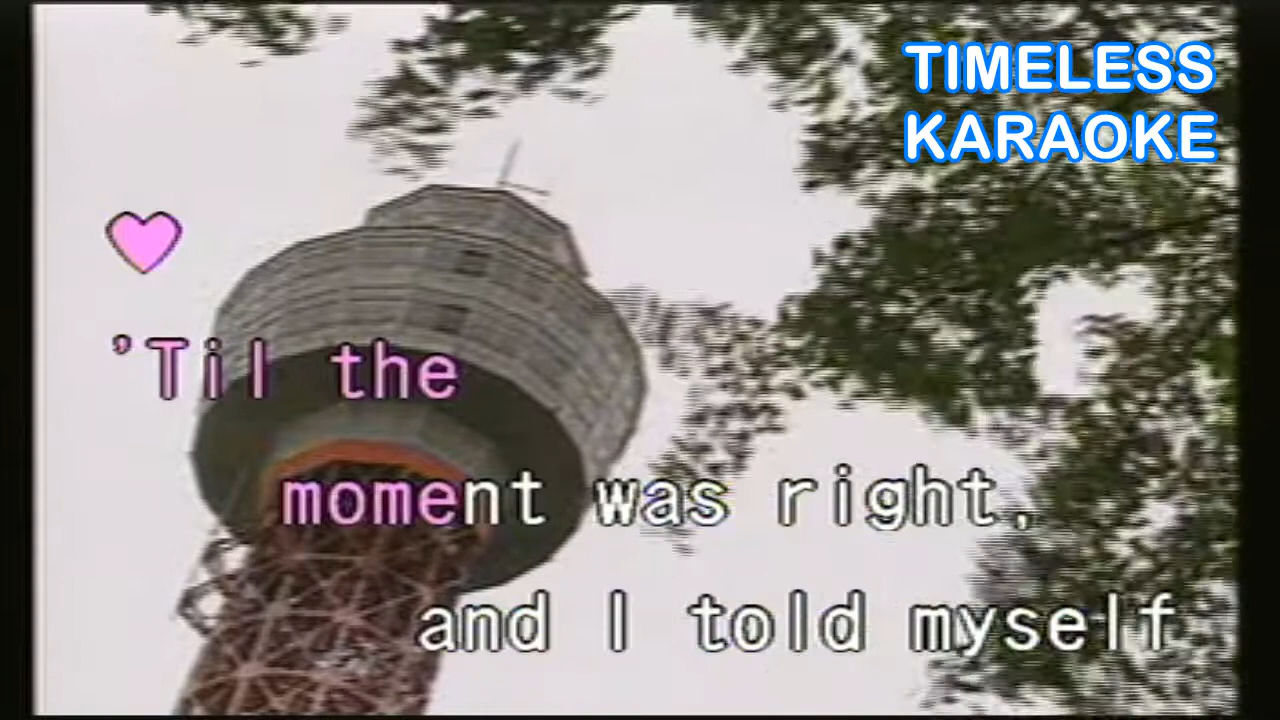 TIMELESS
KARAOKE
'Til the
moment was right,
and I told myself